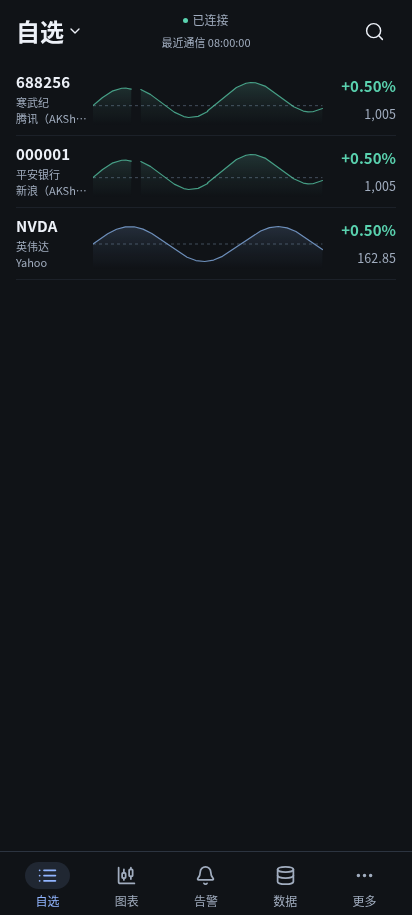 自选
已连接
最近通信 08:00:00
688256
寒武纪
腾讯（AKSh…
+0.50%
1,005
000001
平安银行
新浪（AKSh…
+0.50%
1,005
NVDA
英伟达
Yahoo
+0.50%
162.85
自选
图表
告警
数据
更多